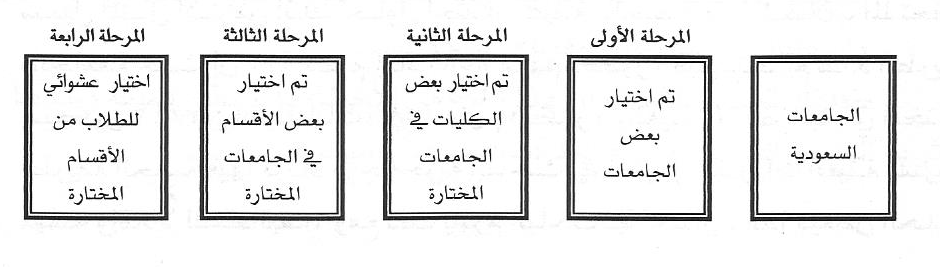 الجامعات
السعودية
المرحلة الأولى
تم اختيار
بعض
الجامعات
المرحلة الثانية
تم اختيار بعض
الكليات في
الجامعات
المختارة
المرحلة الثالثة
تم اختيار
بعض الأقسام
في الجامعات
المختارة
المرحلة الرابعة
اختيار عشوائي
للطلاب من
الأقسام
المختارة